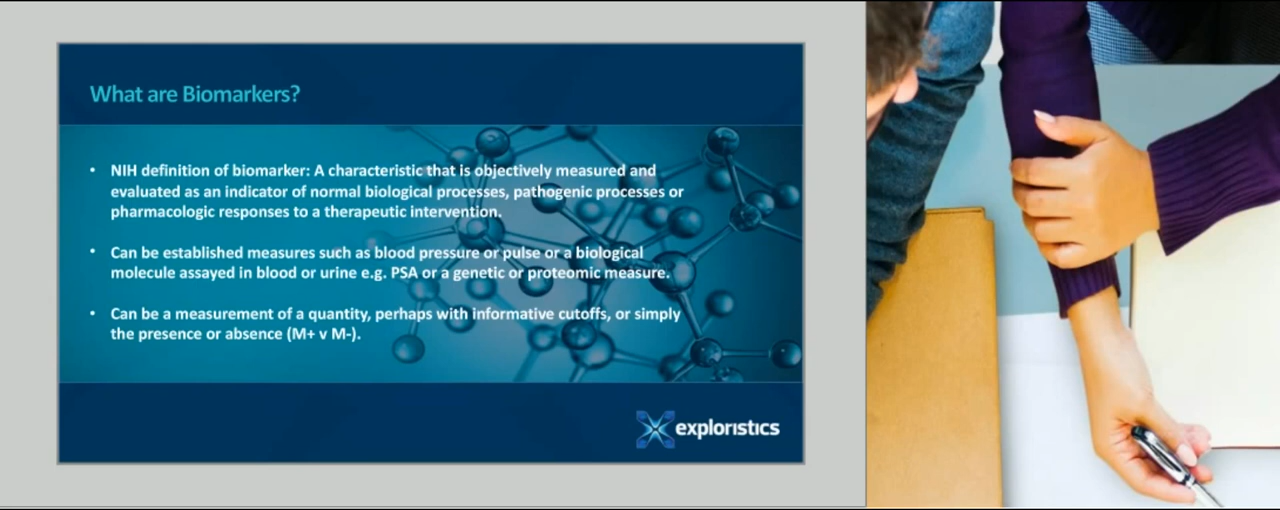 What are Biomarkers?
• NIH definition of biomarker: A characteristic that is objectively measured and
evaluated as an indicator of normal biological processes, pathogenic processes or
pharmacologic responses to a therapeutic intervention.
• Can be established measures such as blood pressure or pulse or a biological
molecule assayed in blood or urine e.g. PSA or a genetic or proteomic measure.
• Can be a measurement of a quantity, perhaps with informative cutoffs, or simply
the presence or absence (M+ v M-).
exploristics